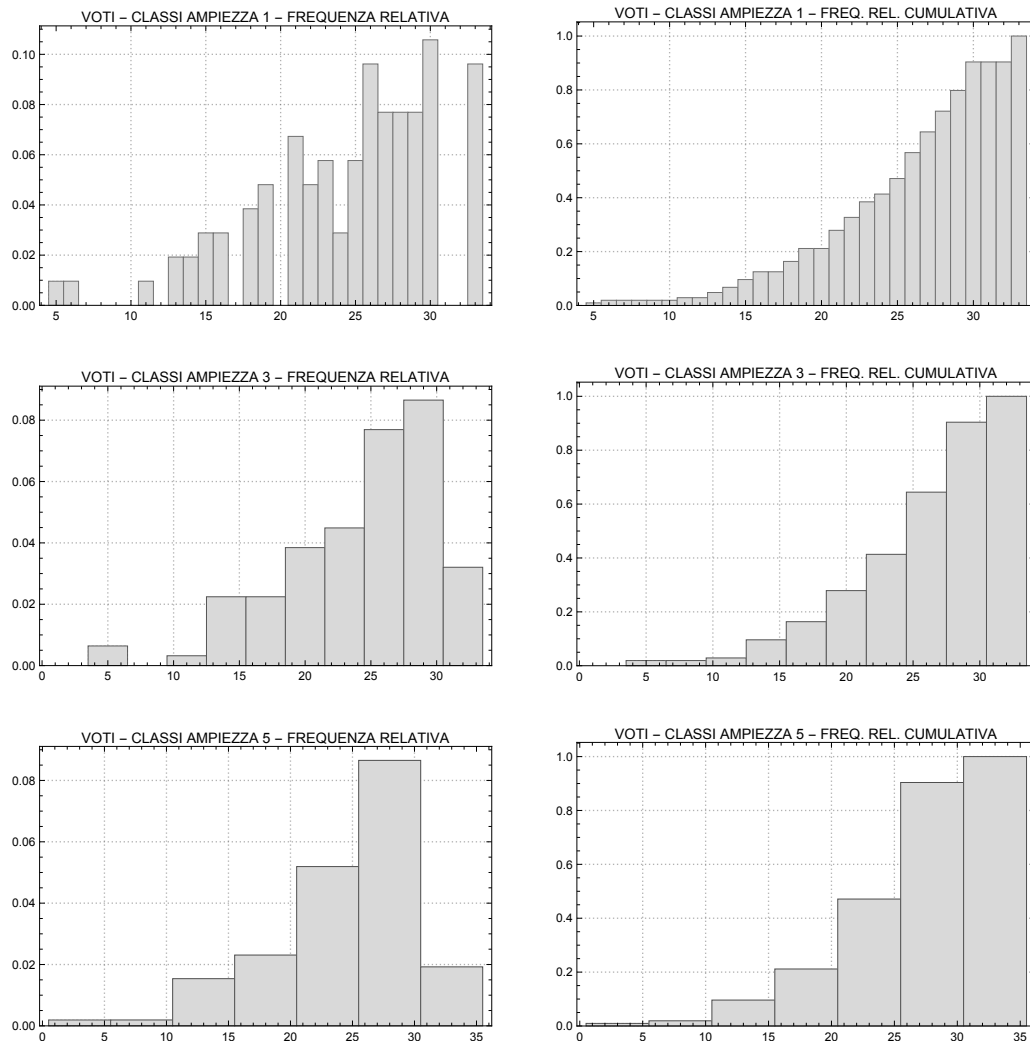 VOTI – CLASSI AMPIEZZA 1 – FREQUENZA RELATIVA
0.10
0.08
0.06
0.04
0.02
0.00
5 10 15 20 25 30
VOTI – CLASSI AMPIEZZA 1 – FREQ. REL. CUMULATIVA
1.0
0.8
0.6
0.4
0.2
0.0
5 10 15 20 25 30
VOTI – CLASSI AMPIEZZA 3 – FREQUENZA RELATIVA
0.08
0.06
0.04
0.02
0.00
0 5 10 15 20 25 30
VOTI – CLASSI AMPIEZZA 3 – FREQ. REL. CUMULATIVA
1.0
0.8
0.6
0.4
0.2
0.0
0 5 10 15 20 25 30
VOTI – CLASSI AMPIEZZA 5 – FREQUENZA RELATIVA
0.08
0.06
0.04
0.02
0.00
0 5 10 15 20 25 30 35
VOTI – CLASSI AMPIEZZA 5 – FREQ. REL. CUMULATIVA
1.0
0.8
0.6
0.4
0.2
0.0
0 5 10 15 20 25 30 35